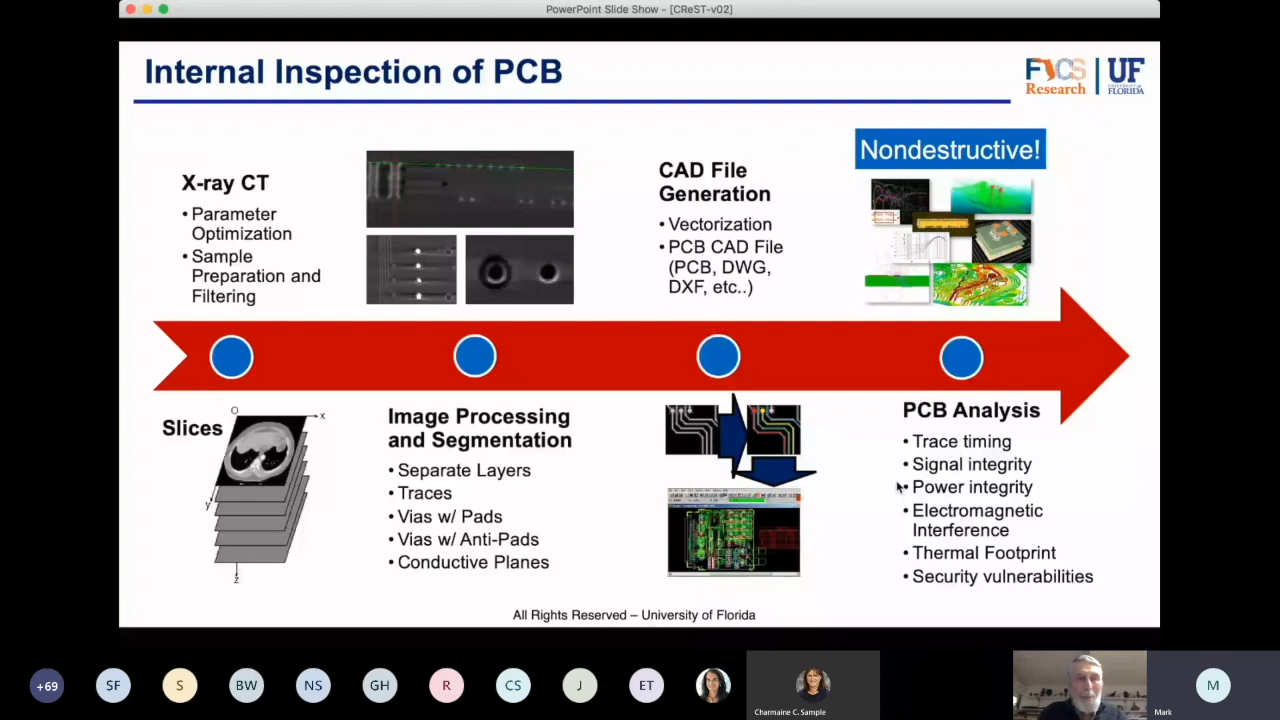 PowerPoint Slide Show - [CReST-v02]
Internal Inspection of PCB
FICS
Research
UF
UNIVERSITY of
FLORIDA
X-ray CT
• Parameter
Optimization
• Sample
Preparation and
Filtering
CAD File
Generation
• Vectorization
• PCB CAD File
(PCB, DWG,
DXF, etc..)
Nondestructive!
Slices
O
x
y
z
Image Processing
and Segmentation
• Separate Layers
• Traces
• Vias w/ Pads
• Vias w/ Anti-Pads
• Conductive Planes
PCB Analysis
• Trace timing
• Signal integrity
• Power integrity
• Electromagnetic
Interference
• Thermal Footprint
• Security vulnerabilities
All Rights Reserved – University of Florida
+69
SF
S
BW
NS
GH
R
CS
J
ET
Charmaine C. Sample
M
Mark